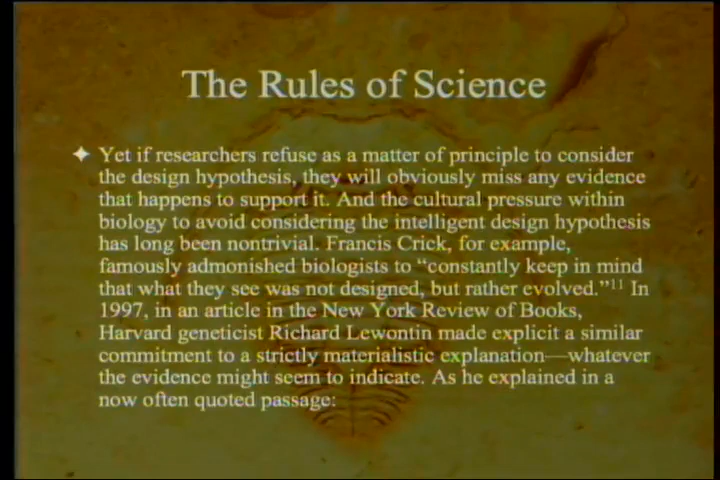 The Rules of Science
Yet if researchers refuse as a matter of principle to consider
the design hypothesis, they will obviously miss any evidence
that happens to support it. And the cultural pressure within
biology to avoid considering the intelligent design hypothesis
has long been nontrivial. Francis Crick, for example,
famously admonished biologists to “constantly keep in mind
that what they see was not designed, but rather evolved.”11 In
1997, in an article in the New York Review of Books,
Harvard geneticist Richard Lewontin made explicit a similar
commitment to a strictly materialistic explanation—whatever
the evidence might seem to indicate. As he explained in a
now often quoted passage: